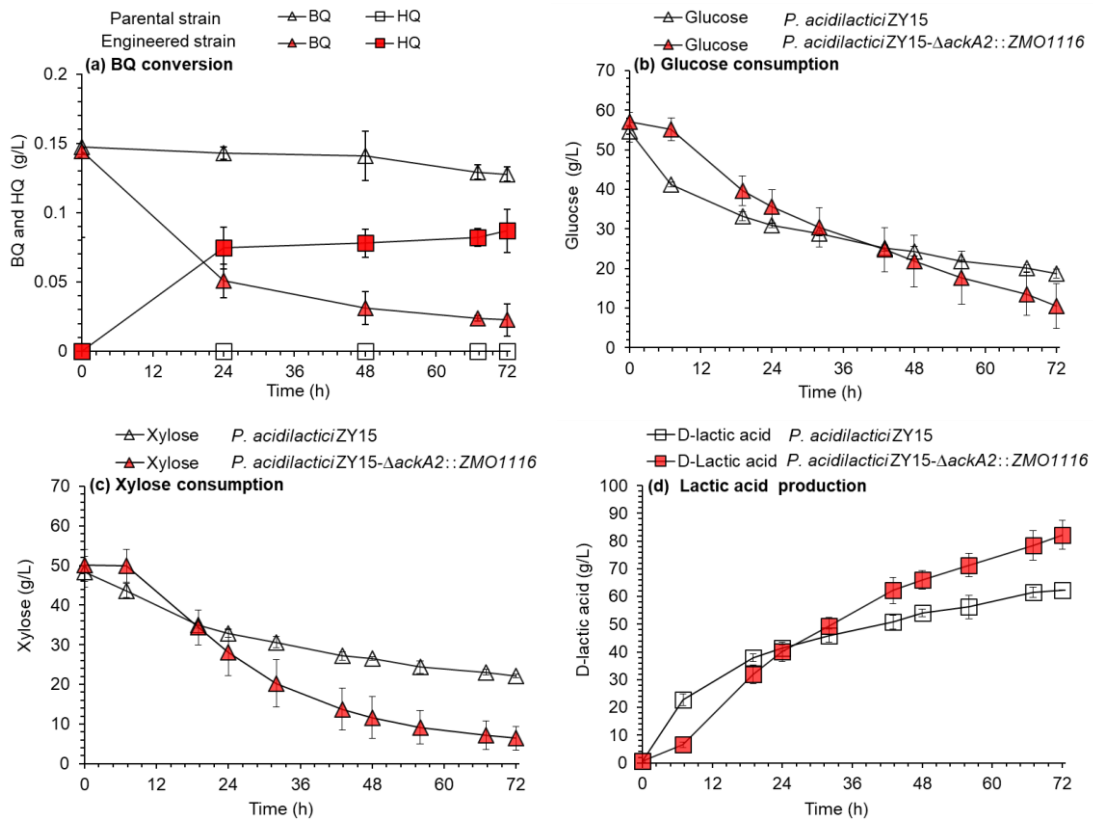 Parental strain BQ HQ
Engineered strain BQ HQ
(a) BQ conversion
0.2
0.15
0.1
0.05
0
BQ and HQ (g/L)
0 12 24 36 48 60 72
Time (h)
Glucose P. acidilactici ZY15
Glucose P. acidilactici ZY15-ΔackA2::ZMO1116
(b) Glucose consumption
70
60
50
40
30
20
10
0
Glucose (g/L)
0 12 24 36 48 60 72
Time (h)
Xylose P. acidilactici ZY15
Xylose P. acidilactici ZY15-ΔackA2::ZMO1116
(c) Xylose consumption
70
60
50
40
30
20
10
0
Xylose (g/L)
0 12 24 36 48 60 72
Time (h)
D-lactic acid P. acidilactici ZY15
D-Lactic acid P. acidilactici ZY15-ΔackA2::ZMO1116
(d) Lactic acid production
100
90
80
70
60
50
40
30
20
10
0
D-lactic acid (g/L)
0 12 24 36 48 60 72
Time (h)